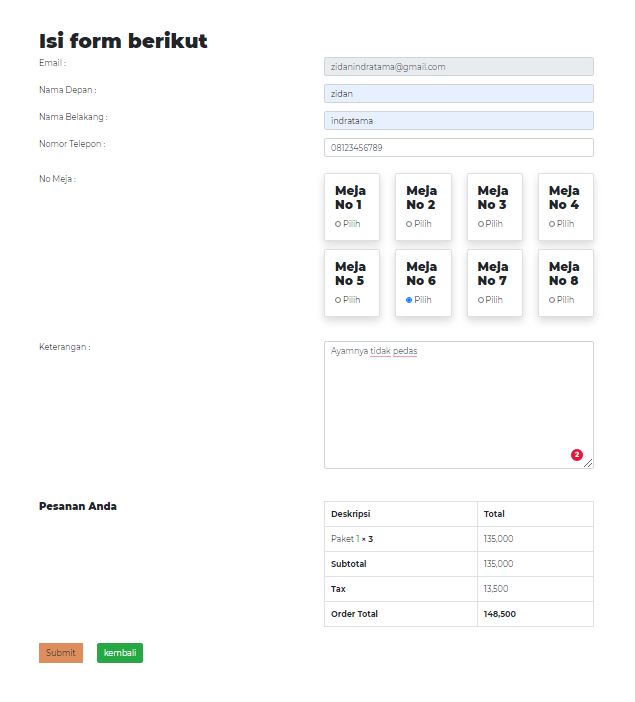 Isi form berikut
Email : zidanindratama@gmail.com
Nama Depan : zidan
Nama Belakang : indratama
Nomor Telepon : 08123456789
No Meja :
Meja No 1
Pilih
Meja No 2
Pilih
Meja No 3
Pilih
Meja No 4
Pilih
Meja No 5
Pilih
Meja No 6
Pilih
Meja No 7
Pilih
Meja No 8
Pilih
Keterangan : Ayamnya tidak pedas
2
Pesanan Anda
Deskripsi Total
Paket 1 × 3 135,000
Subtotal 135,000
Tax 13,500
Order Total 148,500
Submit kembali